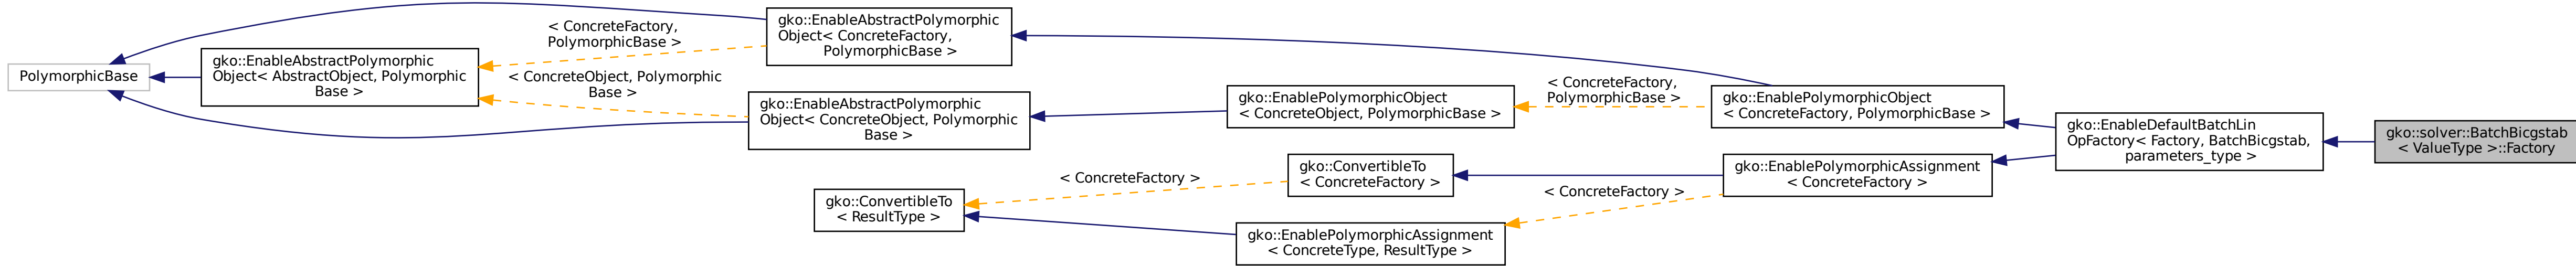 PolymorphicBase
gko::EnableAbstractPolymorphic
Object< AbstractObject, Polymorphic
Base >
< ConcreteFactory,
PolymorphicBase >
< ConcreteObject, Polymorphic
Base >
gko::EnableAbstractPolymorphic
Object< ConcreteFactory,
PolymorphicBase >
gko::EnableAbstractPolymorphic
Object< ConcreteObject, Polymorphic
Base >
gko::ConvertibleTo
< ResultType >
< ConcreteFactory >
gko::EnablePolymorphicObject
< ConcreteObject, PolymorphicBase >
gko::ConvertibleTo
< ConcreteFactory >
gko::EnablePolymorphicAssignment
< ConcreteType, ResultType >
< ConcreteFactory,
PolymorphicBase >
< ConcreteFactory >
gko::EnablePolymorphicObject
< ConcreteFactory, PolymorphicBase >
gko::EnablePolymorphicAssignment
< ConcreteFactory >
gko::EnableDefaultBatchLin
OpFactory< Factory, BatchBicgstab,
parameters_type >
gko::solver::BatchBicgstab
< ValueType >::Factory